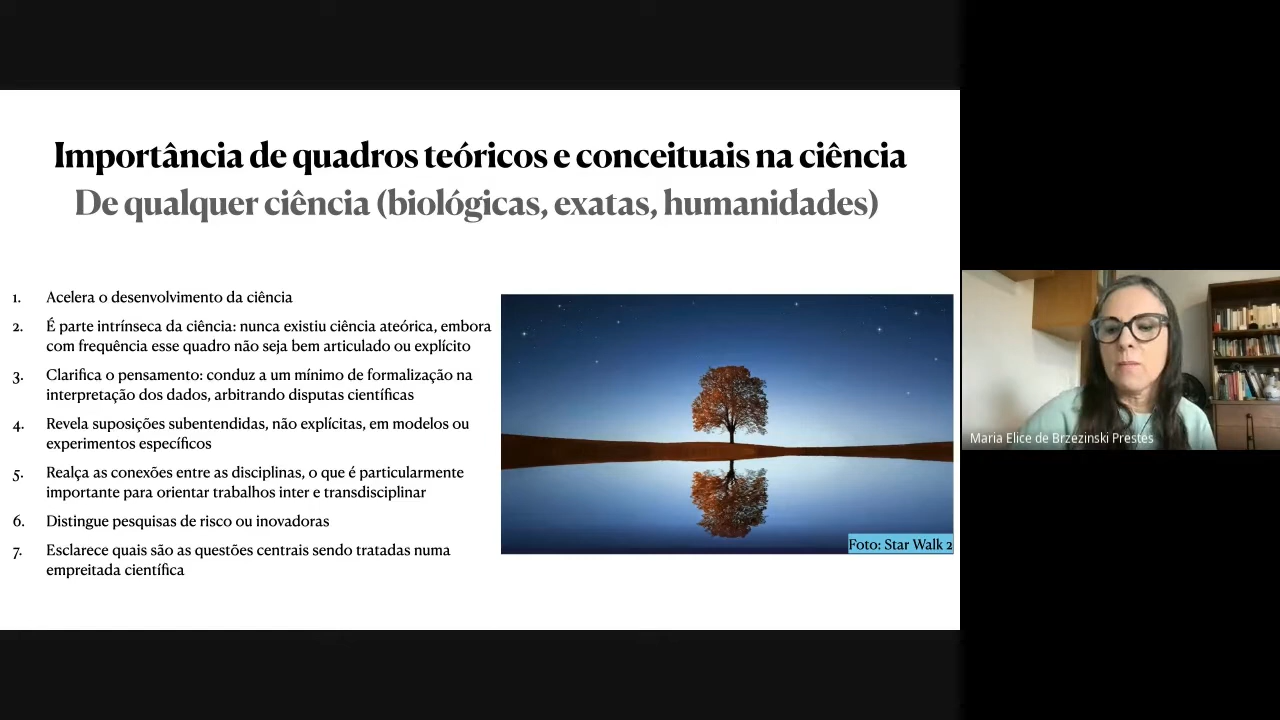 Importância de quadros teóricos e conceituais na ciência
De qualquer ciência (biológicas, exatas, humanidades)
1. Acelera o desenvolvimento da ciência
2. É parte intrínseca da ciência: nunca existiu ciência ateórica, embora
com frequência esse quadro não seja bem articulado ou explícito
3. Clarifica o pensamento: conduz a um mínimo de formalização na
interpretação dos dados, arbitrando disputas científicas
4. Revela suposições subentendidas, não explícitas, em modelos ou
experimentos específicos
5. Realça as conexões entre as disciplinas, o que é particularmente
importante para orientar trabalhos inter e transdisciplinar
6. Distingue pesquisas de risco ou inovadoras
7. Esclarece quais são as questões centrais sendo tratadas numa
empreitada científica
Foto: Star Walk 2
Maria Elice de Brzezinski Prestes